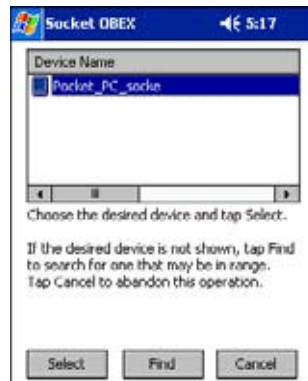 Socket OBEX 5:17
Device Name
Pocket_PC_socke
Choose the desired device and tap Select.
If the desired device is not shown, tap Find
to search for one that may be in range.
Tap Cancel to abandon this operation.
Select Find Cancel